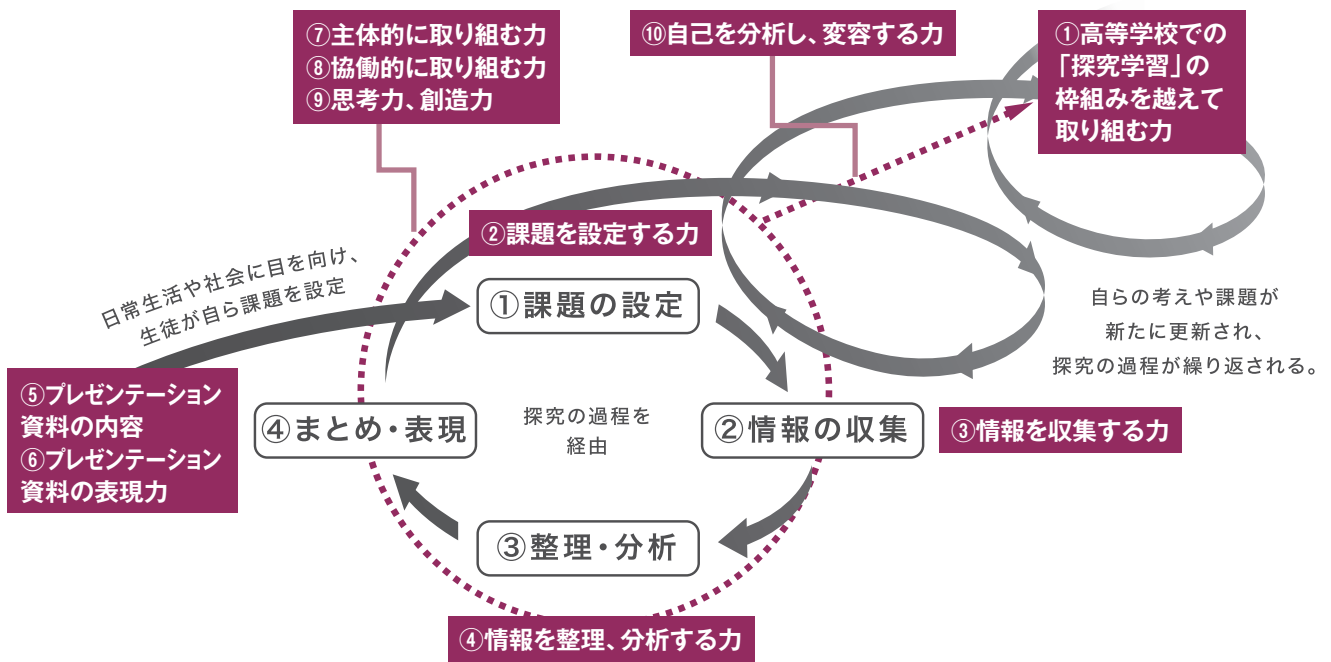 ⑦主体的に取り組む力
⑧協働的に取り組む力
⑨思考力、創造力
⑩自己を分析し、変容する力
①高等学校での
「探究学習」の
枠組みを越えて
取り組む力
②課題を設定する力
日常生活や社会に目を向け、
生徒が自ら課題を設定
①課題の設定
自らの考えや課題が
新たに更新され、
探究の過程が繰り返される。
⑤プレゼンテーション
資料の内容
⑥プレゼンテーション
資料の表現力
④まとめ・表現
探究の過程を
経由
②情報の収集
③情報を収集する力
③整理・分析
④情報を整理、分析する力